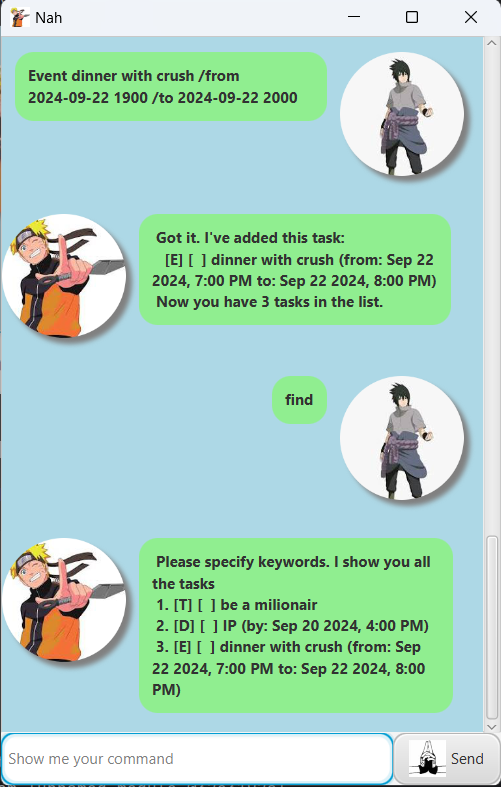 Nah
Event dinner with crush /from
2024-09-22 1900 /to 2024-09-22 2000
Got it. I've added this task:
[E] [ ] dinner with crush (from: Sep 22
2024, 7:00 PM to: Sep 22 2024, 8:00 PM)
Now you have 3 tasks in the list.
find
Please specify keywords. I show you all
the tasks
1. [T] [ ] be a milionair
2. [D] [ ] IP (by: Sep 20 2024, 4:00 PM)
3. [E] [ ] dinner with crush (from: Sep
22 2024, 7:00 PM to: Sep 22 2024, 8:00
PM)
Show me your command
Send